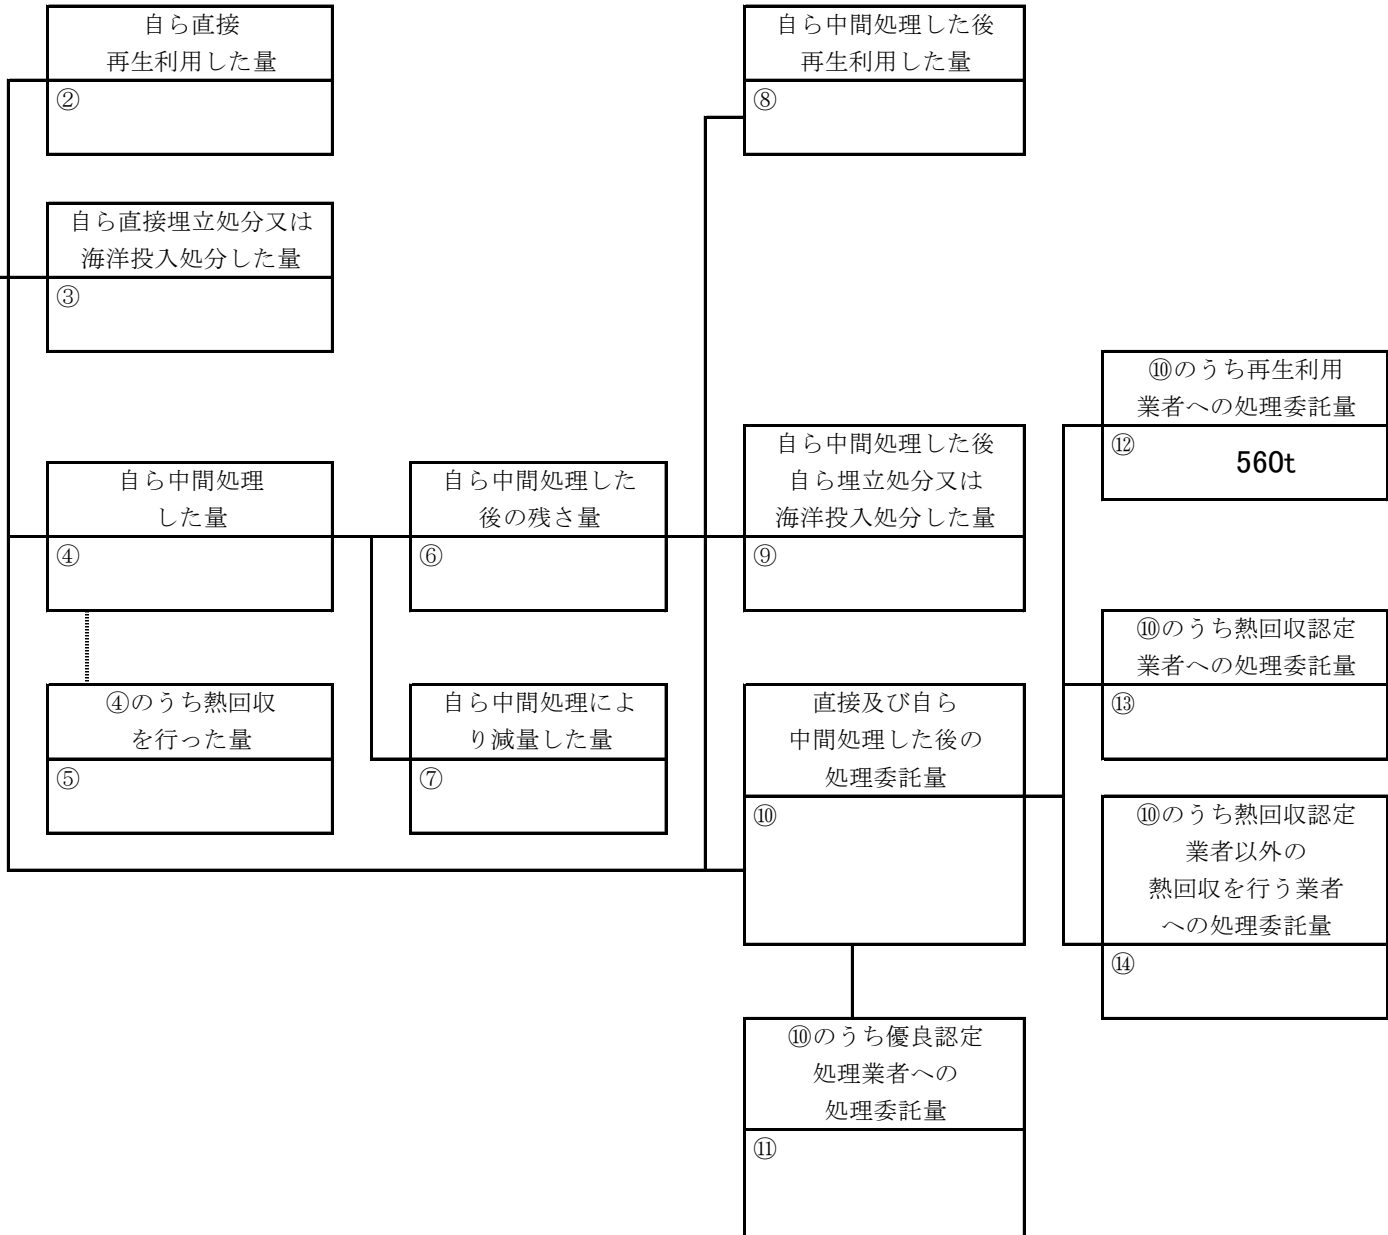 自ら直接
再生利用した量
②
自ら中間処理した後
再生利用した量
⑧
自ら直接埋立処分又は
海洋投入処分した量
③
⑩のうち再生利用
業者への処理委託量
⑫
560t
自ら中間処理
した量
④
自ら中間処理した
後の残さ量
⑥
自ら中間処理した後
自ら埋立処分又は
海洋投入処分した量
⑨
⑩のうち熱回収認定
業者への処理委託量
⑬
④のうち熱回収
を行った量
⑤
自ら中間処理によ
り減量した量
⑦
直接及び自ら
中間処理した後の
処理委託量
⑩
⑩のうち熱回収認定
業者以外の
熱回収を行う業者
への処理委託量
⑭
⑩のうち優良認定
処理業者への
処理委託量
⑪